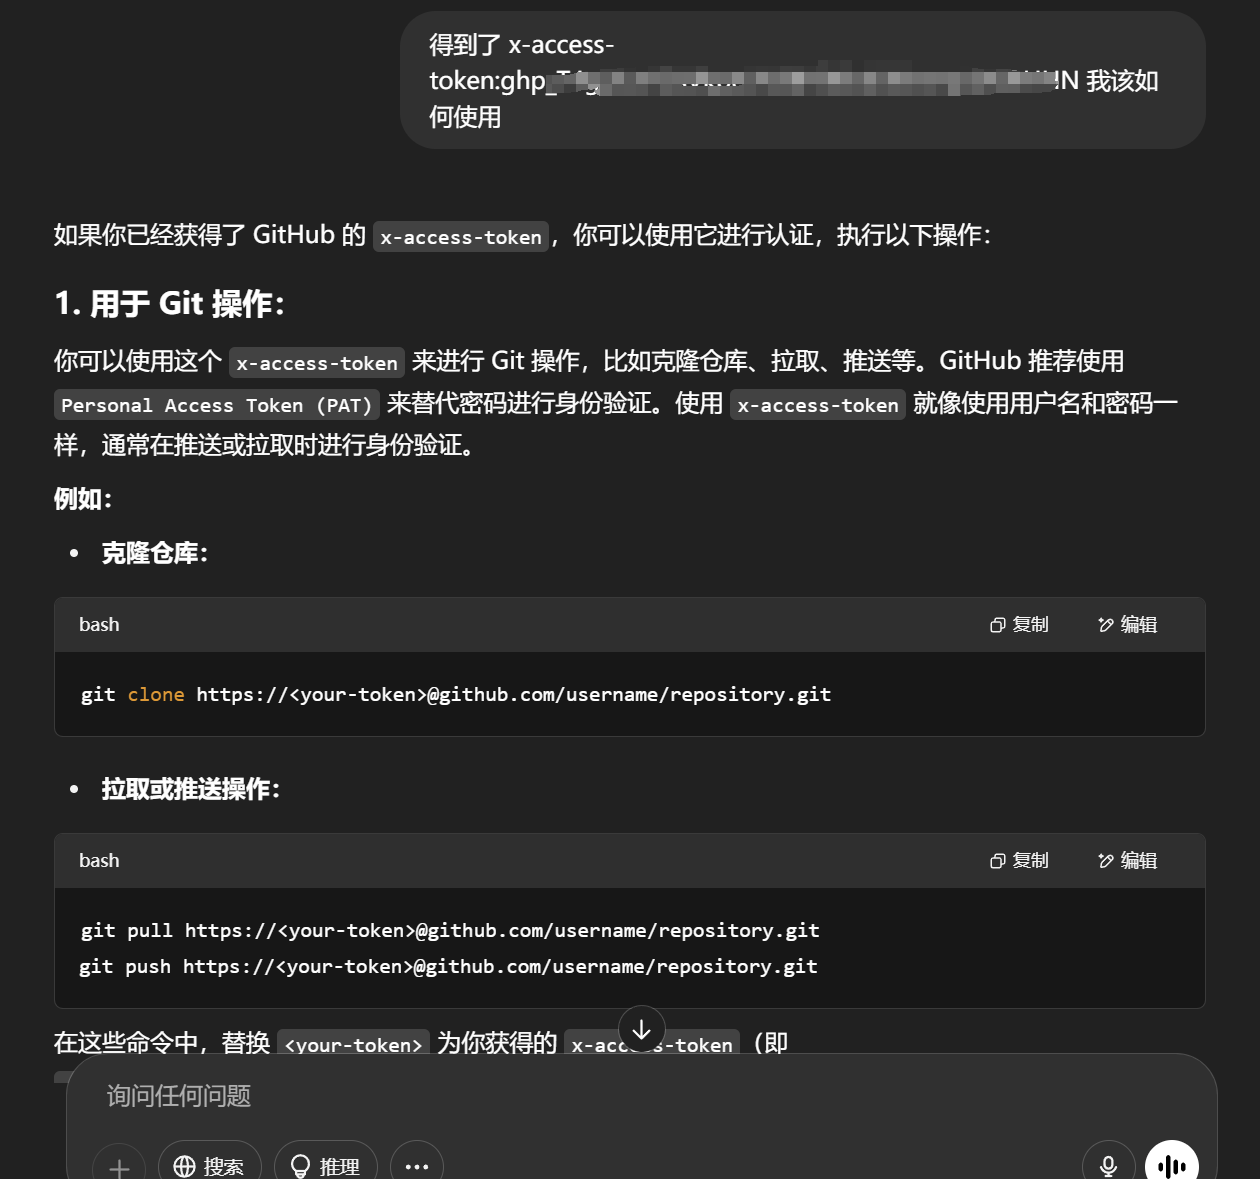 得到了 x-access-
token:ghp_ N 我该如
何使用
如果你已经获得了 GitHub 的 x-access-token，你可以使用它进行认证，执行以下操作：
1. 用于 Git 操作：
你可以使用这个 x-access-token 来进行 Git 操作，比如克隆仓库、拉取、推送等。GitHub 推荐使用
Personal Access Token (PAT) 来替代密码进行身份验证。使用 x-access-token 就像使用用户名和密码一
样，通常在推送或拉取时进行身份验证。
例如：
• 克隆仓库：
bash 复制 编辑
git clone https://<your-token>@github.com/username/repository.git
• 拉取或推送操作：
bash 复制 编辑
git pull https://<your-token>@github.com/username/repository.git
git push https://<your-token>@github.com/username/repository.git
在这些命令中，替换 <your-token> 为你获得的 x-access-token （即
询问任何问题
搜索 推理